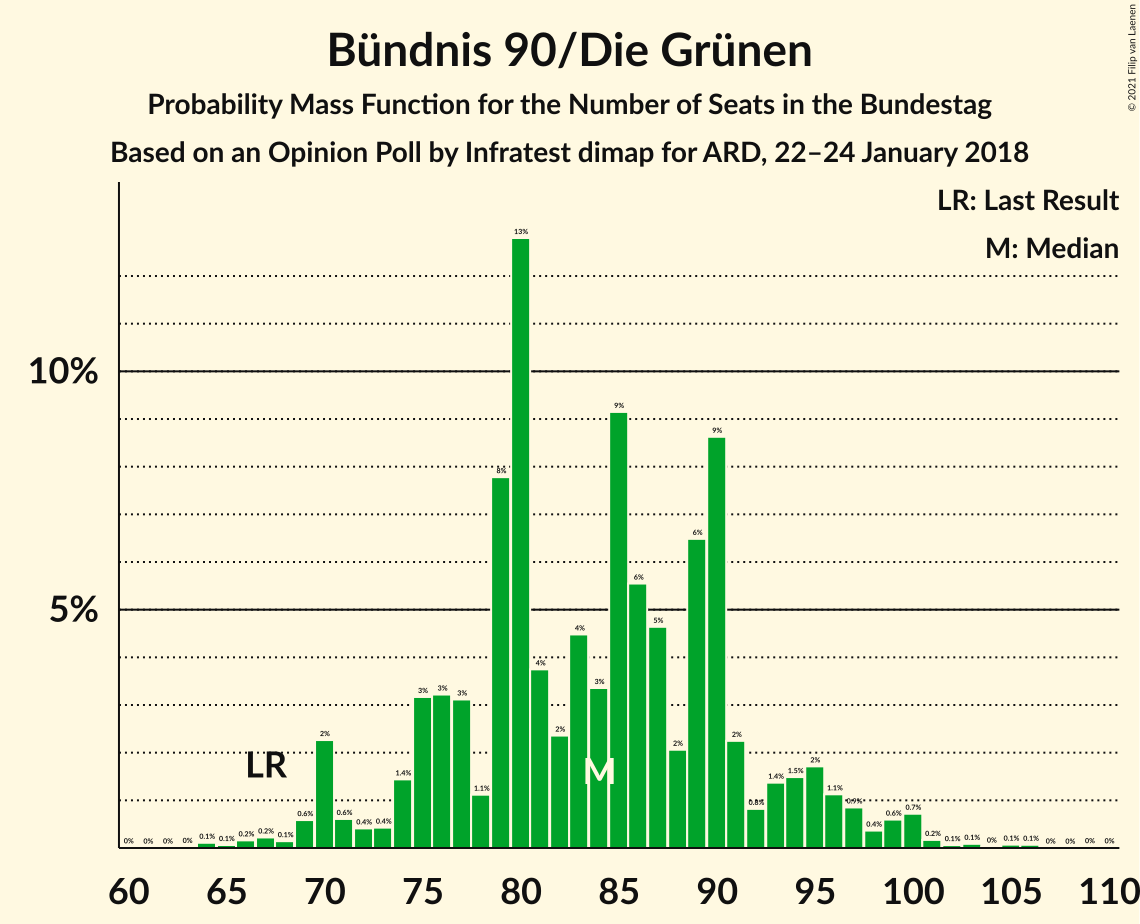 Bündnis 90/Die Grünen
Probability Mass Function for the Number of Seats in the Bundestag
Based on an Opinion Poll by Infratest dimap for ARD, 22–24 January 2018
© 2021 Filip van Laenen
LR: Last Result
M: Median
10%
5%
0% 0% 0% 0% 0.1% 0.1% 0.2% 0.2% 0.1% 0.6% 2% 0.6% 0.4% 0.4% 1.4% 3% 3% 3% 1.1% 8% 13% 4% 2% 4% 3% 9% 6% 5% 2% 6% 9% 2% 0.8% 1.4% 1.5% 2% 1.1% 0.9% 0.4% 0.6% 0.7% 0.2% 0.1% 0.1% 0% 0.1% 0.1% 0% 0% 0% 0%
LR M
60 65 70 75 80 85 90 95 100 105 110